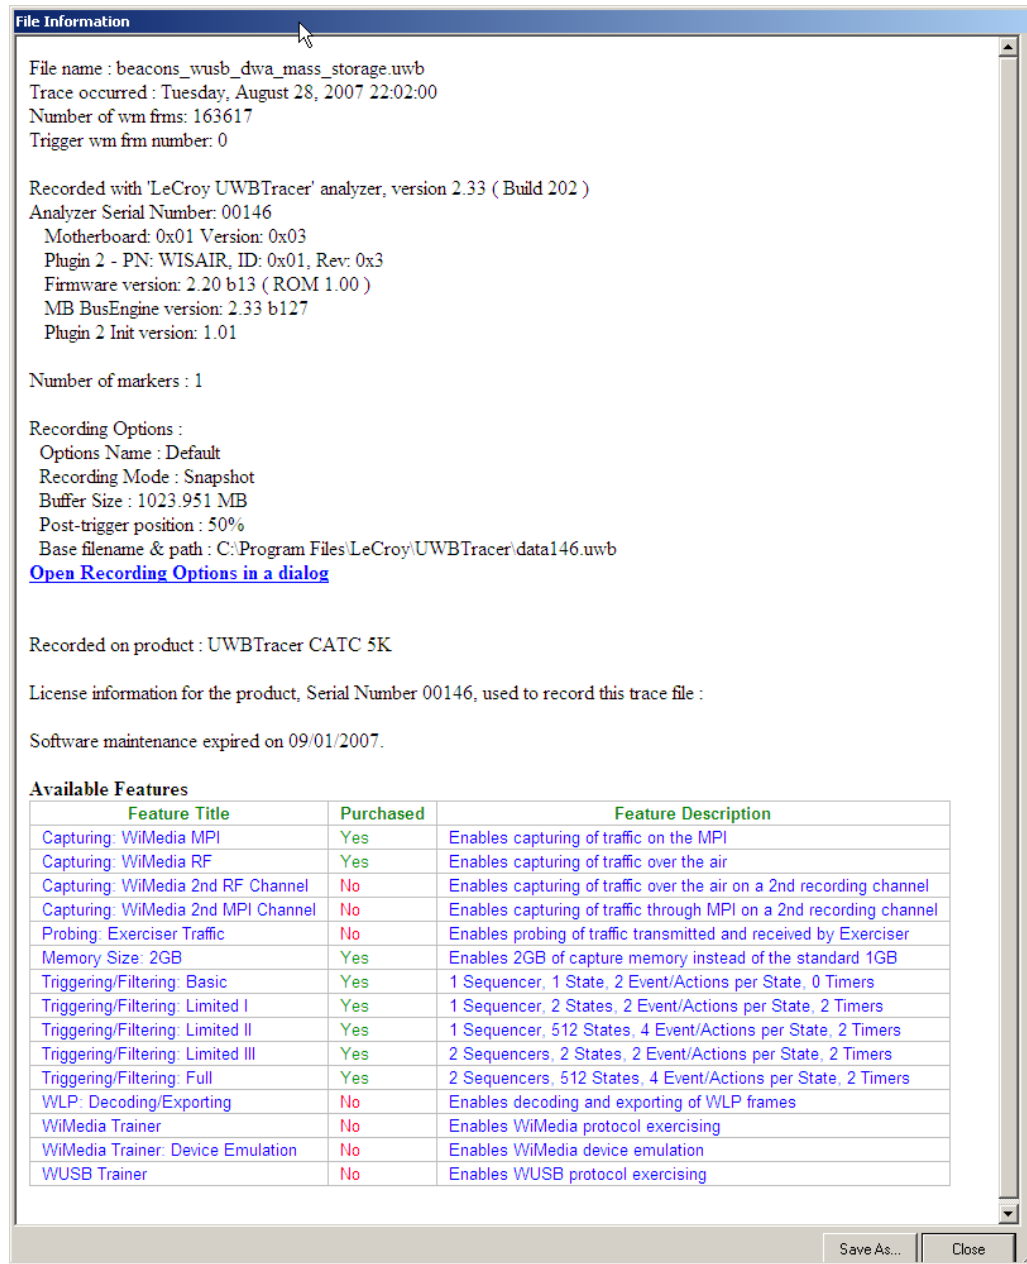 File Information
File name : beacons_wusb_dwa_mass_storage.uwb
Trace occurred : Tuesday, August 28, 2007 22:02:00
Number of wm frms: 163617
Trigger wm frm number: 0
Recorded with 'LeCroy UWBTracer' analyzer, version 2.33 ( Build 202 )
Analyzer Serial Number: 00146
Motherboard: 0x01 Version: 0x03
Plugin 2 - PN: WISAIR, ID: 0x01, Rev: 0x3
Firmware version: 2.20 b13 ( ROM 1.00 )
MB BusEngine version: 2.33 b127
Plugin 2 Init version: 1.01
Number of markers : 1
Recording Options :
Options Name : Default
Recording Mode : Snapshot
Buffer Size : 1023.951 MB
Post-trigger position : 50%
Base filename & path : C:\Program Files\LeCroy\UWBTracer\data146.uwb
Open Recording Options in a dialog
Recorded on product : UWBTracer CATC 5K
License information for the product, Serial Number 00146, used to record this trace file :
Software maintenance expired on 09/01/2007.
Available Features
Feature Title Purchased Feature Description
Capturing: WiMedia MPI Yes Enables capturing of traffic on the MPI
Capturing: WiMedia RF Yes Enables capturing of traffic over the air
Capturing: WiMedia 2nd RF Channel No Enables capturing of traffic over the air on a 2nd recording channel
Capturing: WiMedia 2nd MPI Channel No Enables capturing of traffic through MPI on a 2nd recording channel
Probing: Exerciser Traffic No Enables probing of traffic transmitted and received by Exerciser
Memory Size: 2GB Yes Enables 2GB of capture memory instead of the standard 1GB
Triggering/Filtering: Basic Yes 1 Sequencer, 1 State, 2 Event/Actions per State, 0 Timers
Triggering/Filtering: Limited I Yes 1 Sequencer, 2 States, 2 Event/Actions per State, 2 Timers
Triggering/Filtering: Limited II Yes 1 Sequencer, 512 States, 4 Event/Actions per State, 2 Timers
Triggering/Filtering: Limited III Yes 2 Sequencers, 2 States, 2 Event/Actions per State, 2 Timers
Triggering/Filtering: Full Yes 2 Sequencers, 512 States, 4 Event/Actions per State, 2 Timers
WLP: Decoding/Exporting No Enables decoding and exporting of WLP frames
WiMedia Trainer No Enables WiMedia protocol exercising
WiMedia Trainer: Device Emulation No Enables WiMedia device emulation
WUSB Trainer No Enables WUSB protocol exercising
Save As... Close